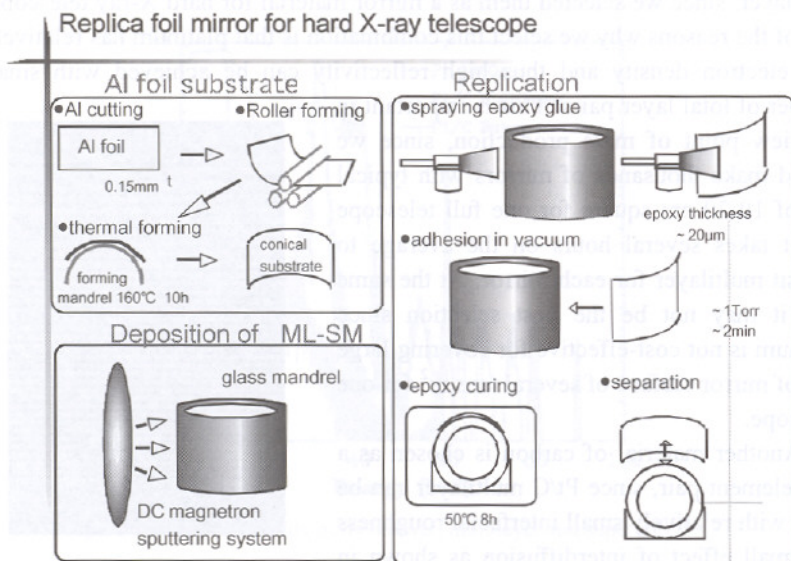 Replica foil mirror for hard X-ray telescope
Al foil substrate
•Al cutting
•Roller forming
Al foil
0.15mm t
•thermal forming
forming
mandrel 160℃ 10h
conical
substrate
Deposition of ML-SM
glass mandrel
DC magnetron
sputtering system
Replication
•spraying epoxy glue
epoxy thickness
~ 20μm
•adhesion in vacuum
~1Torr
~2min
•epoxy curing
50℃ 8h
•separation